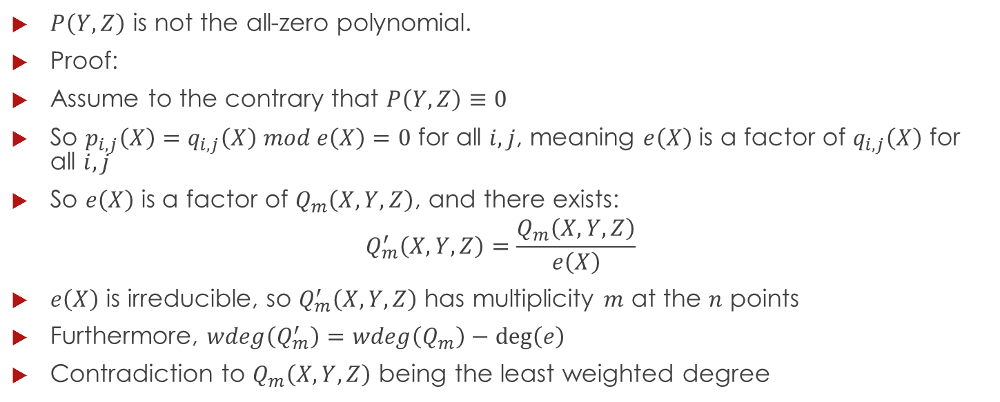 ► P(Y, Z) is not the all-zero polynomial.
► Proof:
► Assume to the contrary that P(Y, Z) ≡ 0
► So p_{i,j}(X) = q_{i,j}(X) mod e(X) = 0 for all i, j, meaning e(X) is a factor of q_{i,j}(X) for
all i, j
► So e(X) is a factor of Q_m(X, Y, Z), and there exists:
Q′_m(X, Y, Z) = Q_m(X, Y, Z) / e(X)
► e(X) is irreducible, so Q′_m(X, Y, Z) has multiplicity m at the n points
► Furthermore, wdeg(Q′_m) = wdeg(Q_m) − deg(e)
► Contradiction to Q_m(X, Y, Z) being the least weighted degree